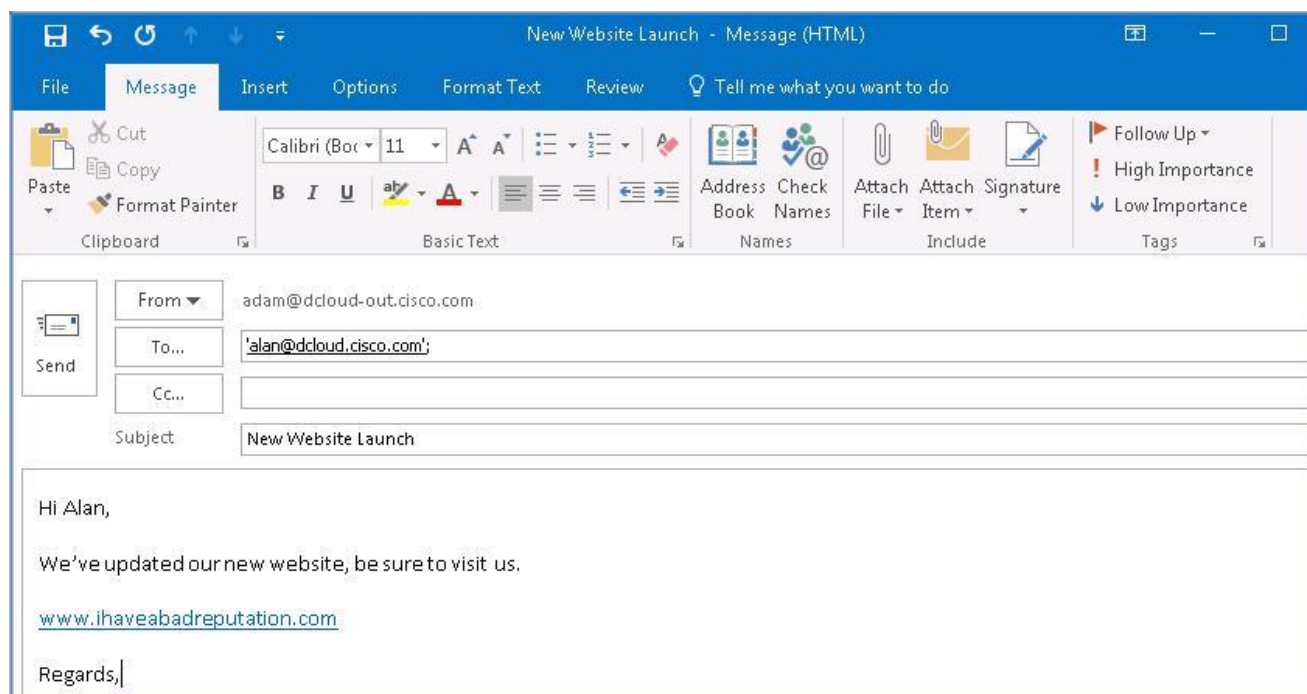 New Website Launch - Message (HTML)
File Message Insert Options Format Text Review Tell me what you want to do
Paste
Cut
Copy
Format Painter
Clipboard
Calibri (Boc 11 A A
B I U aby A
Basic Text
Address Book
Check Names
Names
Attach File
Attach Item
Signature
Include
Follow Up
! High Importance
Low Importance
Tags
Send
From adam@dcloud-out.cisco.com
To... 'alan@dcloud.cisco.com';
Cc...
Subject New Website Launch
Hi Alan,
We've updated our new website, be sure to visit us.
www.ihaveabadreputation.com
Regards,